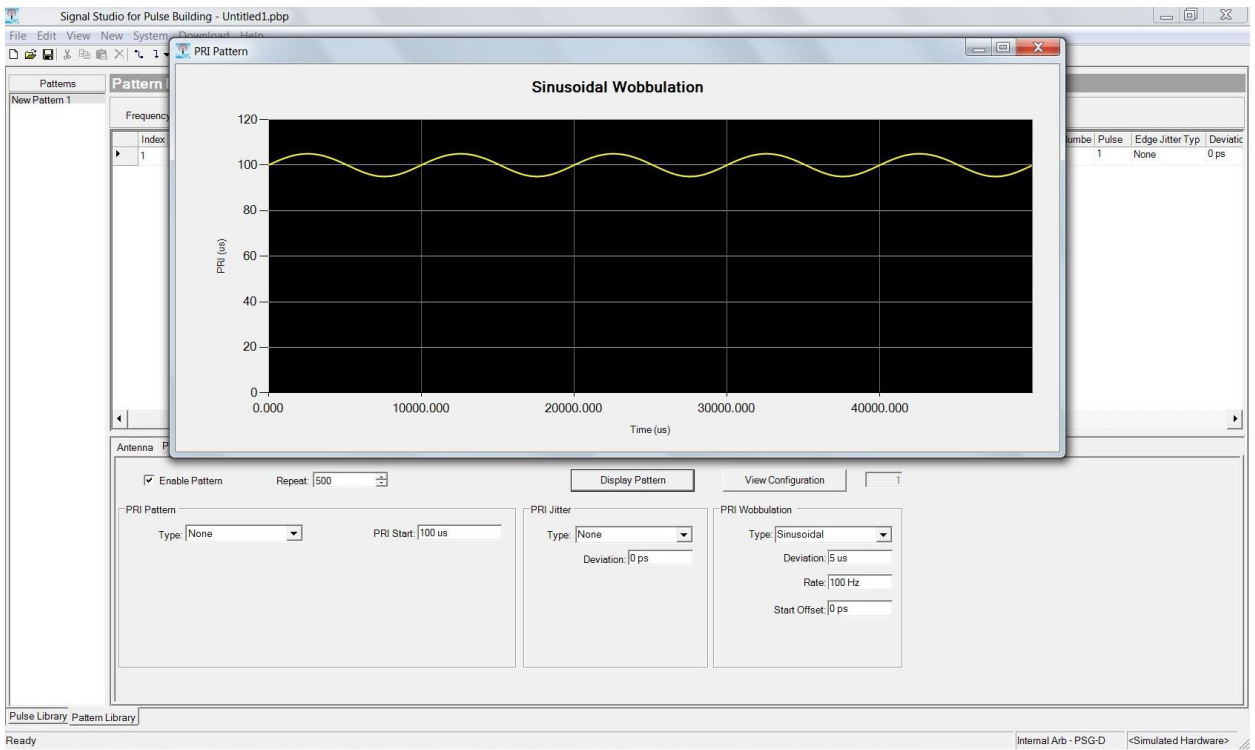 Signal Studio for Pulse Building - Untitled1.pbp
File Edit View New System Download Help
PRI Pattern
Patterns
Pattern
New Pattern 1
Sinusoidal Wobbulation
Frequency
Index
Pulse Edge Jitter Typ Deviatic
1
1 None 0 ps
120
100
80
60
40
20
0
PRI (us)
0.000 10000.000 20000.000 30000.000 40000.000
Time (us)
Antenna P
Enable Pattern Repeat: 500 Display Pattern View Configuration 1
PRI Pattern PRI Jitter PRI Wobbulation
Type: None PRI Start: 100 us Type: None Type: Sinusoidal
Deviation: 0 ps Deviation: 5 us
Rate: 100 Hz
Start Offset: 0 ps
Pulse Library Pattern Library
Ready Internal Arb - PSG-D <Simulated Hardware>